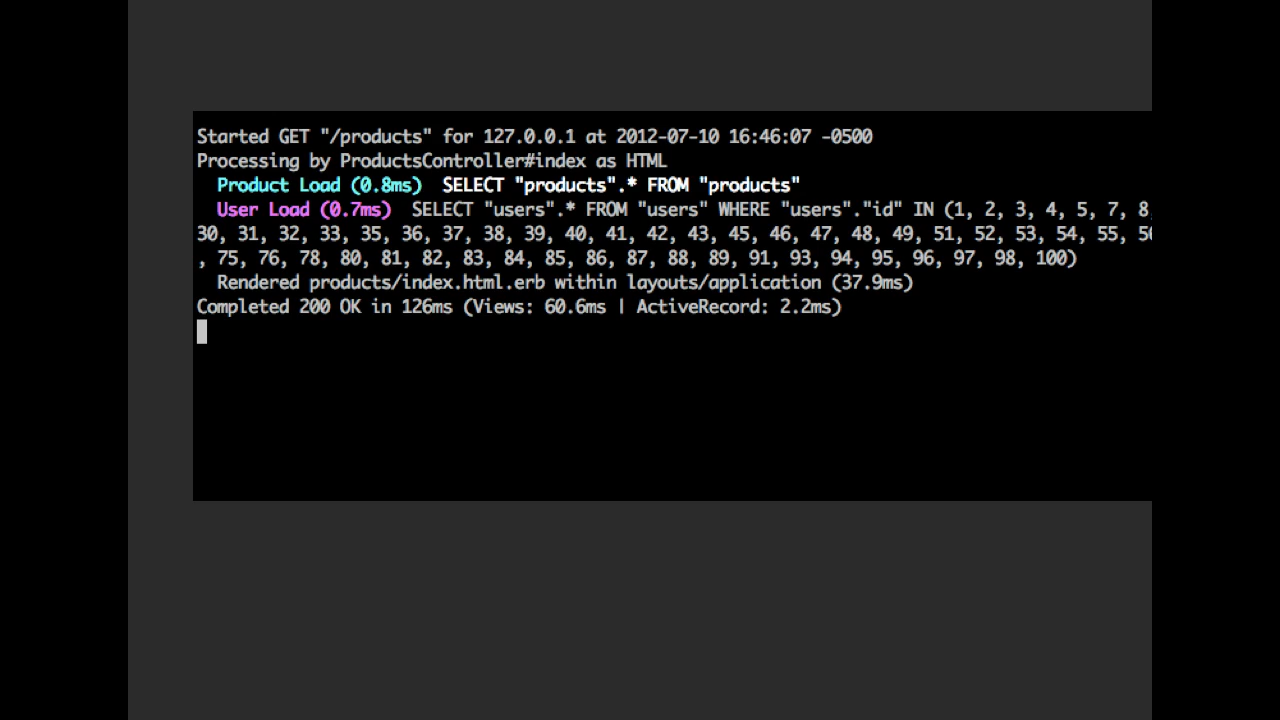 Started GET "/products" for 127.0.0.1 at 2012-07-10 16:46:07 -0500
Processing by ProductsController#index as HTML
Product Load (0.8ms) SELECT "products".* FROM "products"
User Load (0.7ms) SELECT "users".* FROM "users" WHERE "users"."id" IN (1, 2, 3, 4, 5, 7, 8,
30, 31, 32, 33, 35, 36, 37, 38, 39, 40, 41, 42, 43, 45, 46, 47, 48, 49, 51, 52, 53, 54, 55,
, 75, 76, 78, 80, 81, 82, 83, 84, 85, 86, 87, 88, 89, 91, 93, 94, 95, 96, 97, 98, 100)
Rendered products/index.html.erb within layouts/application (37.9ms)
Completed 200 OK in 126ms (Views: 60.6ms | ActiveRecord: 2.2ms)